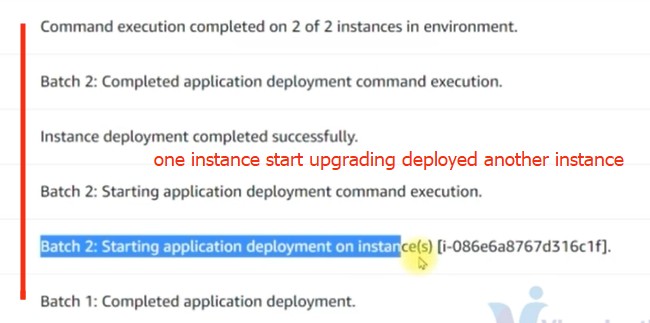 Command execution completed on 2 of 2 instances in environment.
Batch 2: Completed application deployment command execution.
Instance deployment completed successfully.
one instance start upgrading deployed another instance
Batch 2: Starting application deployment command execution.
Batch 2: Starting application deployment on instance(s) [i-086e6a8767d316c1f].
Batch 1: Completed application deployment.